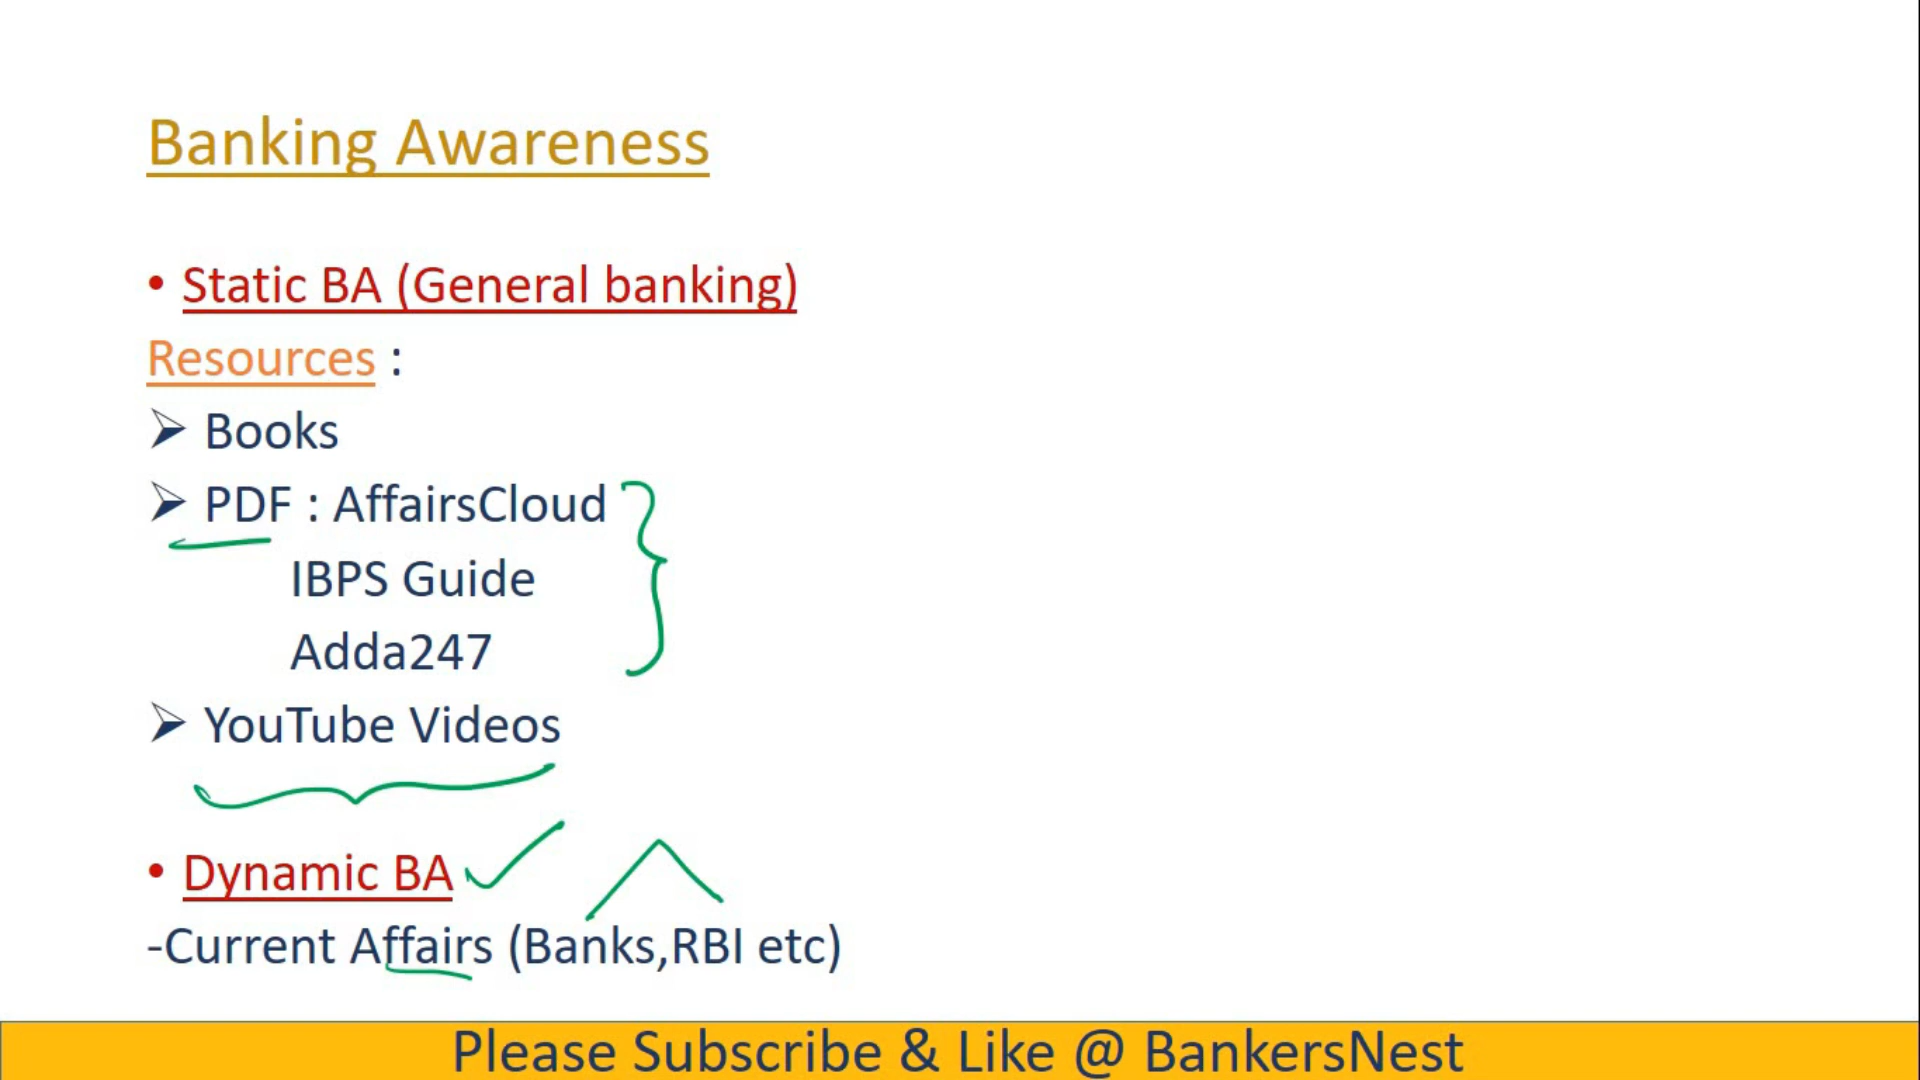 Banking Awareness
• Static BA (General banking)
Resources :
➢ Books
➢ PDF : AffairsCloud
IBPS Guide
Adda247
➢ YouTube Videos
• Dynamic BA
-Current Affairs (Banks,RBI etc)
Please Subscribe & Like @ BankersNest